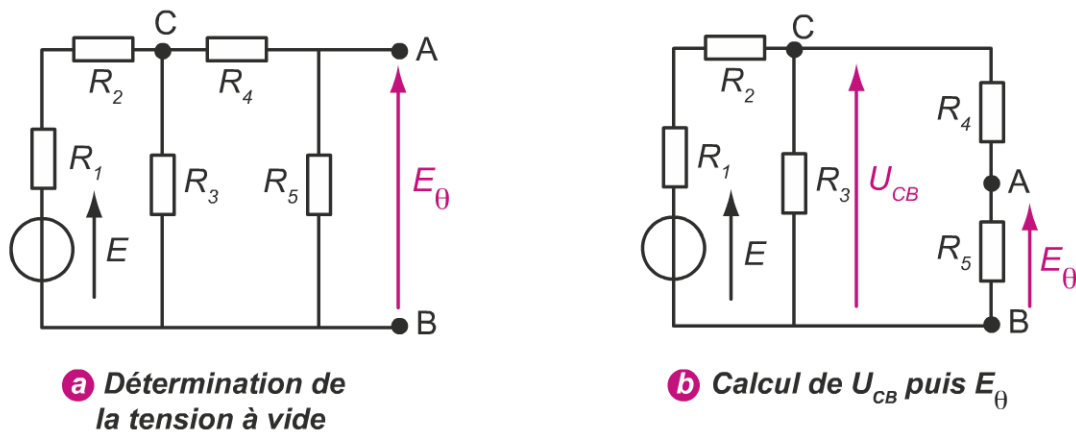 C
A
R2
R4
R1
R3
R5
Eθ
E
B
a Détermination de
la tension à vide
C
R2
R4
R1
R3
UCB
A
E
R5
Eθ
B
b Calcul de UCB puis Eθ